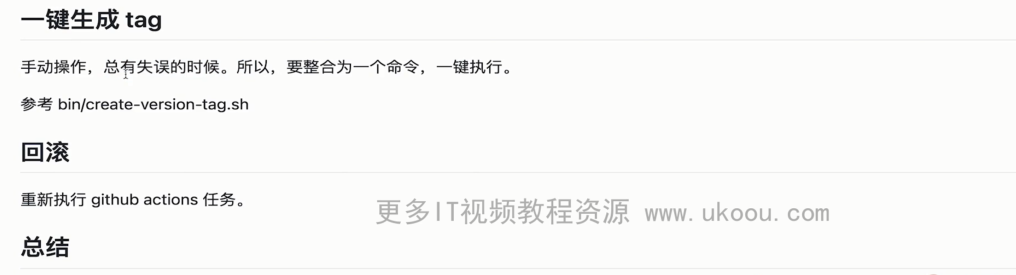 一键生成 tag
手动操作，总有失误的时候。所以，要整合为一个命令，一键执行。
参考 bin/create-version-tag.sh
回滚
重新执行 github actions 任务。
更多IT视频教程资源 www.ukoou.com
总结